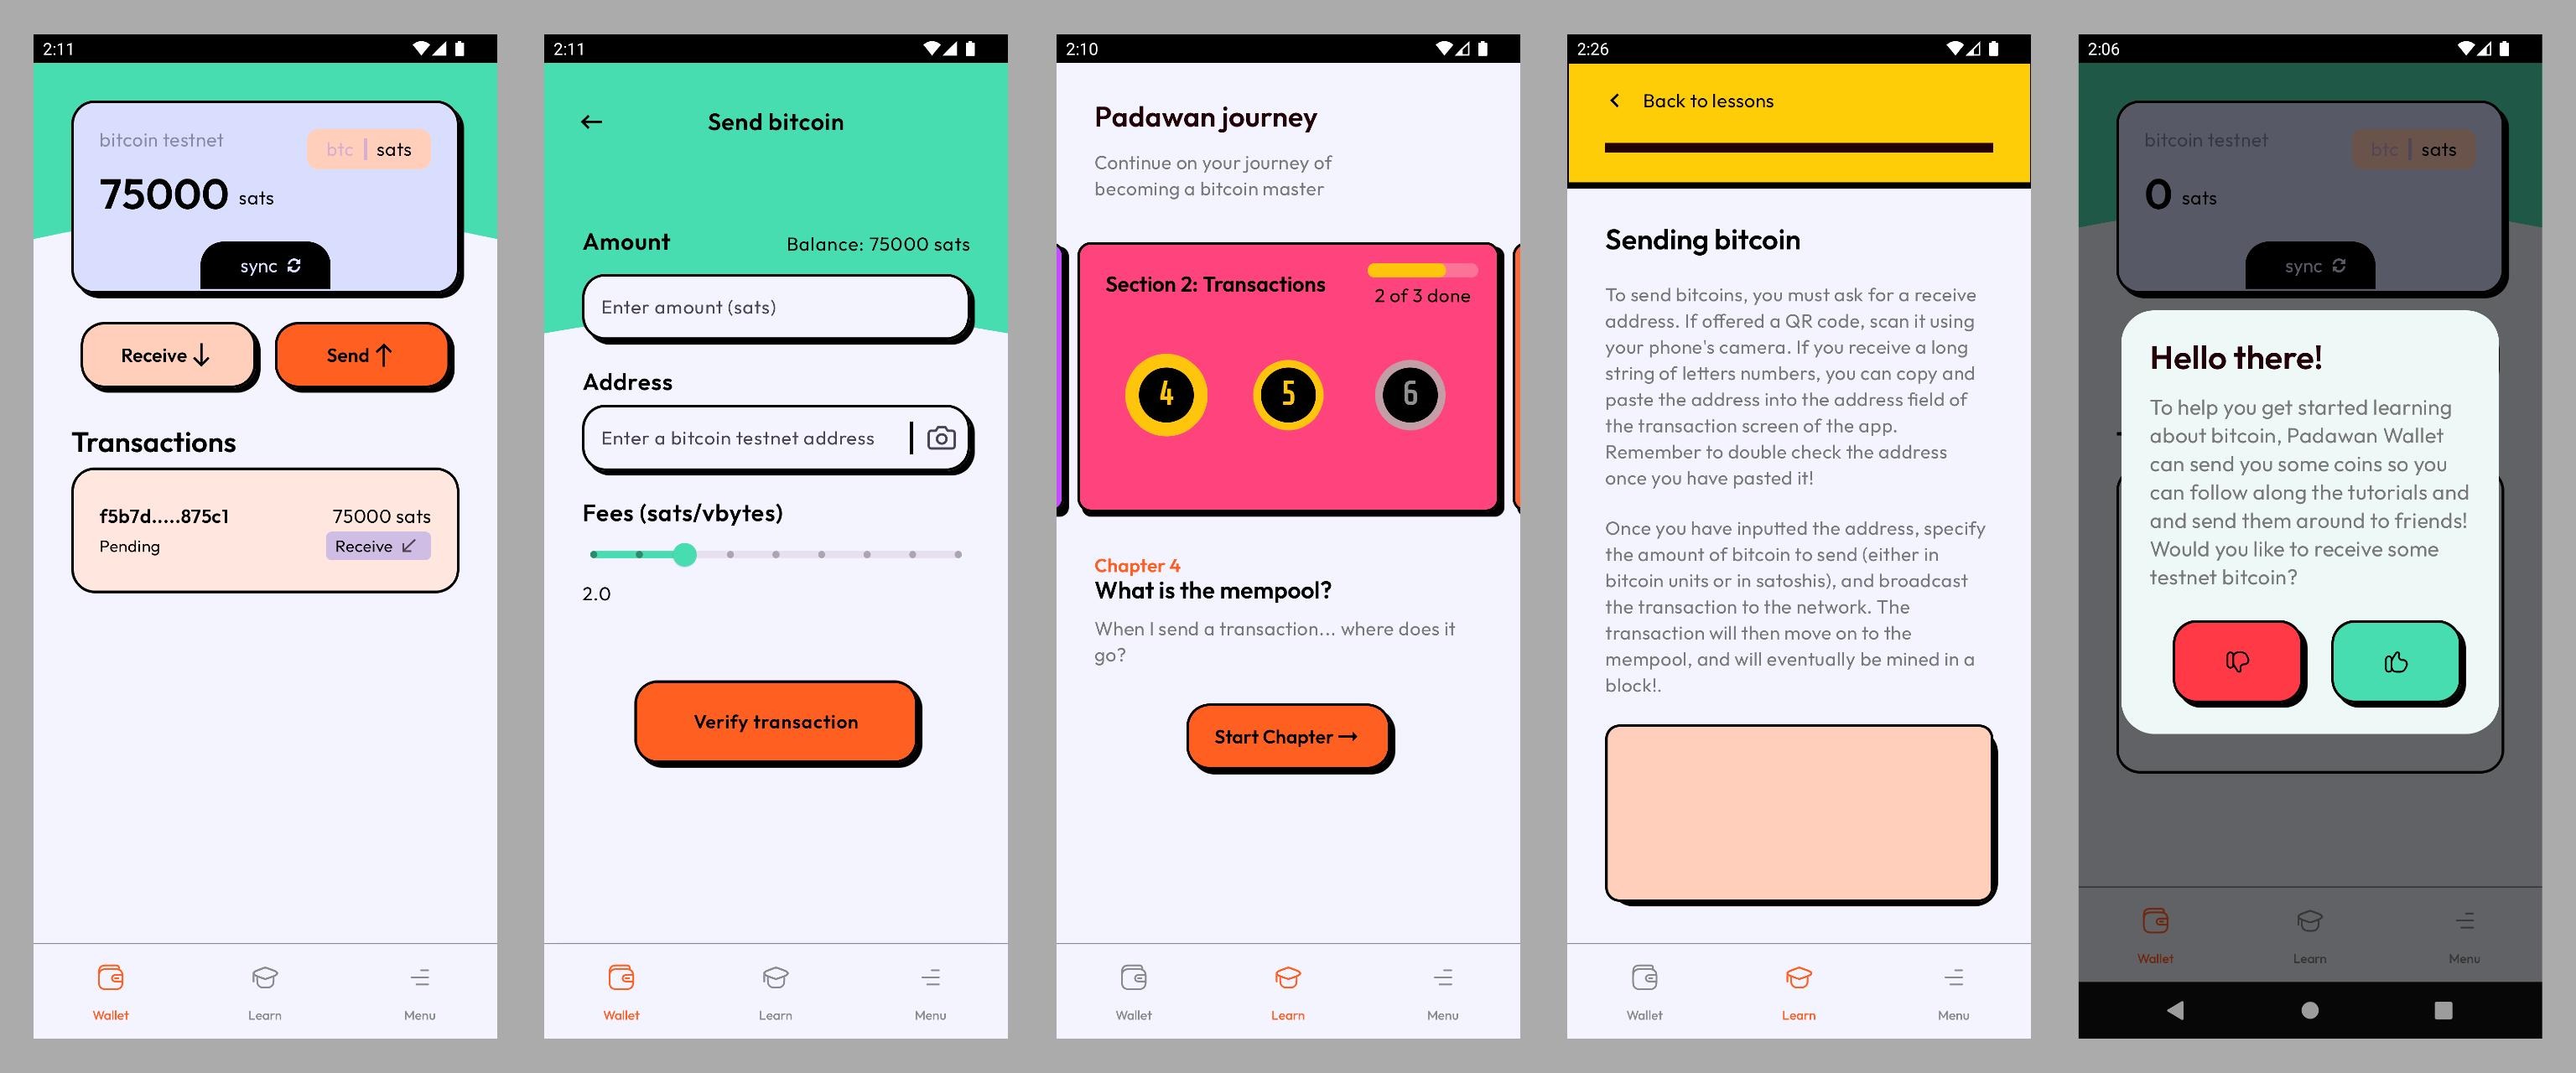 2:11
bitcoin testnet
btc | sats
75000 sats
sync
Receive ↓
Send ↑
Transactions
f5b7d.....875c1
75000 sats
Pending
Receive ↙
Wallet
Learn
Menu
2:11
← Send bitcoin
Amount
Balance: 75000 sats
Enter amount (sats)
Address
Enter a bitcoin testnet address
Fees (sats/vbytes)
2.0
Verify transaction
Wallet
Learn
Menu
2:10
Padawan journey
Continue on your journey of
becoming a bitcoin master
Section 2: Transactions
2 of 3 done
4
5
6
Chapter 4
What is the mempool?
When I send a transaction... where does it
go?
Start Chapter →
Wallet
Learn
Menu
2:26
Back to lessons
Sending bitcoin
To send bitcoins, you must ask for a receive
address. If offered a QR code, scan it using
your phone's camera. If you receive a long
string of letters numbers, you can copy and
paste the address into the address field of
the transaction screen of the app.
Remember to double check the address
once you have pasted it!
Once you have inputted the address, specify
the amount of bitcoin to send (either in
bitcoin units or in satoshis), and broadcast
the transaction to the network. The
transaction will then move on to the
mempool, and will eventually be mined in a
block!.
Wallet
Learn
Menu
2:06
bitcoin testnet
btc | sats
0 sats
sync
Hello there!
To help you get started learning
about bitcoin, Padawan Wallet
can send you some coins so you
can follow along the tutorials and
and send them around to friends!
Would you like to receive some
testnet bitcoin?
Wallet
Learn
Menu